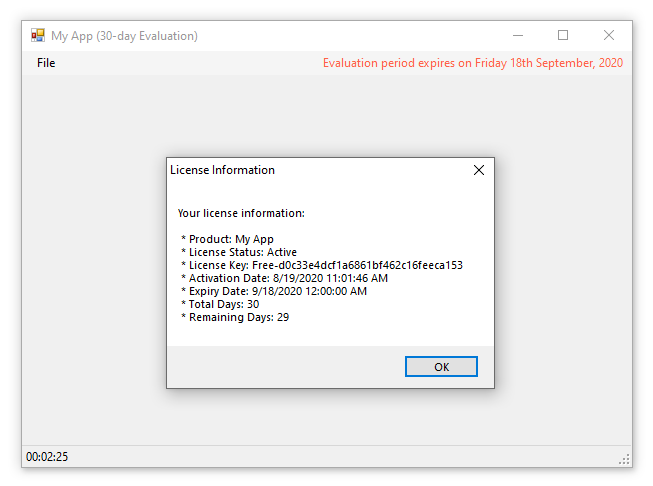 My App (30-day Evaluation)
File
Evaluation period expires on Friday 18th September, 2020
License Information
Your license information:
* Product: My App
* License Status: Active
* License Key: Free-d0c33e4dcf1a6861bf462c16feeca153
* Activation Date: 8/19/2020 11:01:46 AM
* Expiry Date: 9/18/2020 12:00:00 AM
* Total Days: 30
* Remaining Days: 29
OK
00:02:25